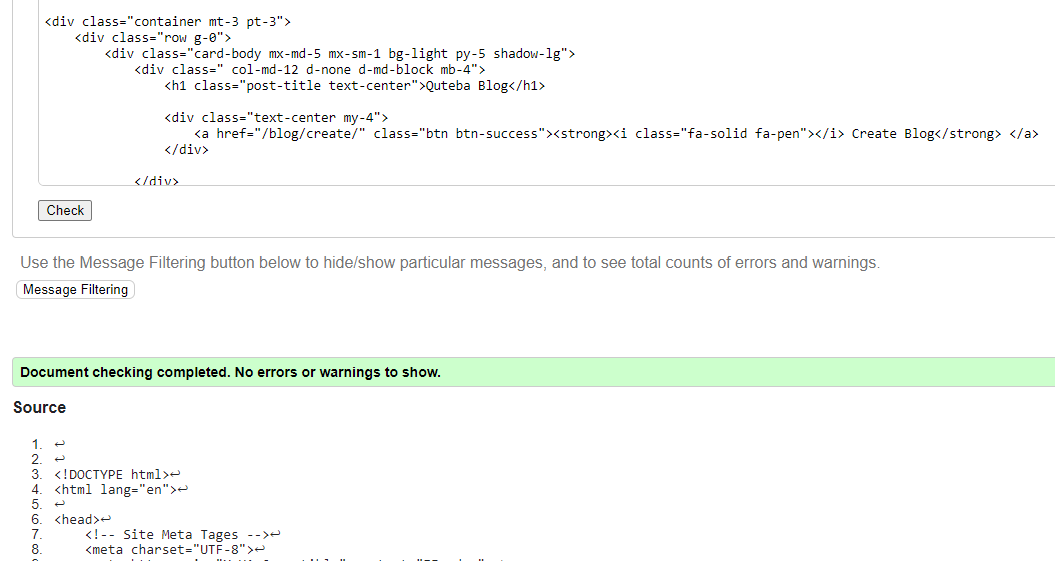 <div class="container mt-3 pt-3">
<div class="row g-0">
<div class="card-body mx-md-5 mx-sm-1 bg-light py-5 shadow-lg">
<div class=" col-md-12 d-none d-md-block mb-4">
<h1 class="post-title text-center">Quteba Blog</h1>
<div class="text-center my-4">
<a href="/blog/create/" class="btn btn-success"><strong><i class="fa-solid fa-pen"></i> Create Blog</strong> </a>
</div>
</div>
Check
Use the Message Filtering button below to hide/show particular messages, and to see total counts of errors and warnings.
Message Filtering
Document checking completed. No errors or warnings to show.
Source
1. ↩
2. ↩
3. <!DOCTYPE html>↩
4. <html lang="en">↩
5. ↩
6. <head>↩
7. <!-- Site Meta Tages -->↩
8. <meta charset="UTF-8">↩